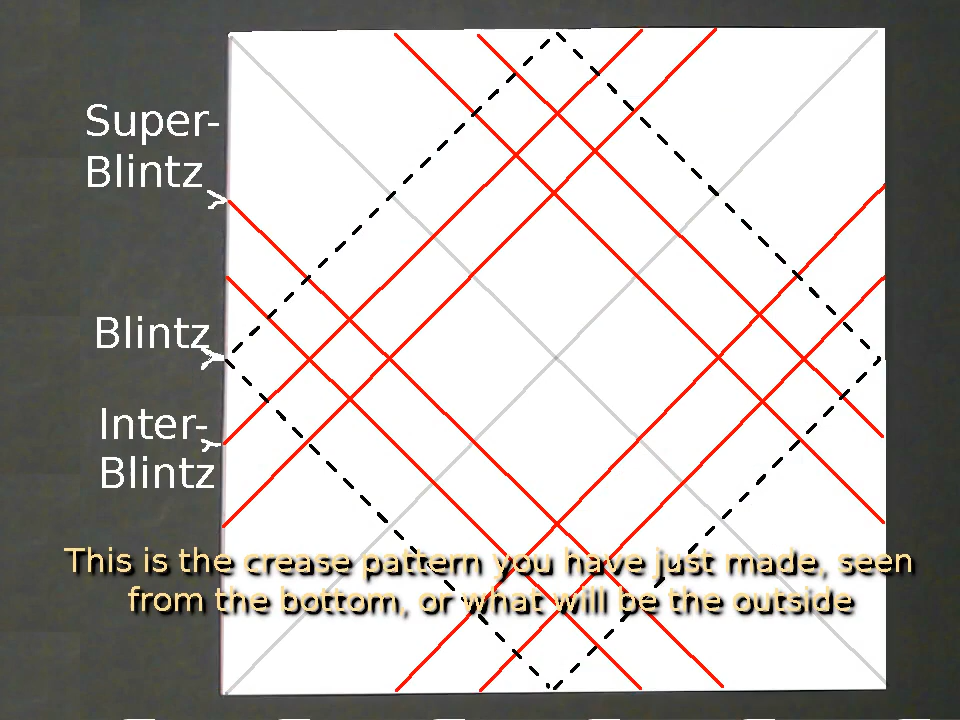 Super-
Blintz
Blintz
Inter-
Blintz
This is the crease pattern you have just made, seen
from the bottom, or what will be the outside